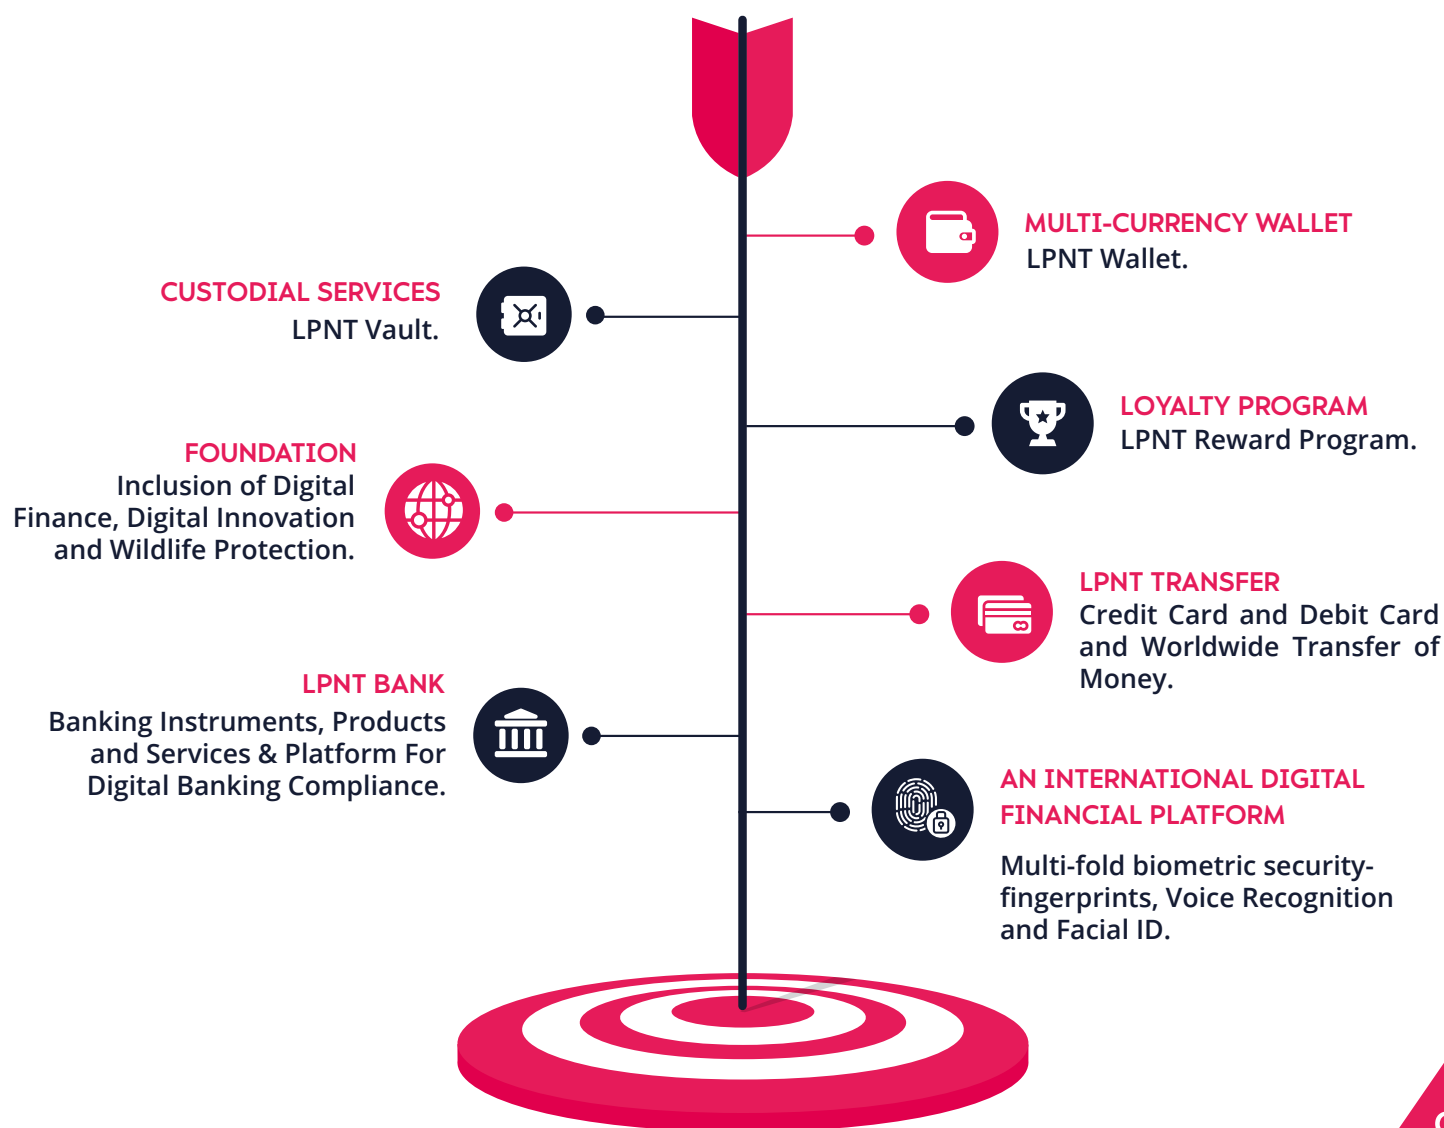 MULTI-CURRENCY WALLET
LPNT Wallet.
CUSTODIAL SERVICES
LPNT Vault.
LOYALTY PROGRAM
LPNT Reward Program.
FOUNDATION
Inclusion of Digital
Finance, Digital Innovation
and Wildlife Protection.
LPNT TRANSFER
Credit Card and Debit Card
and Worldwide Transfer of
Money.
LPNT BANK
Banking Instruments, Products
and Services & Platform For
Digital Banking Compliance.
AN INTERNATIONAL DIGITAL
FINANCIAL PLATFORM
Multi-fold biometric security-
fingerprints, Voice Recognition
and Facial ID.